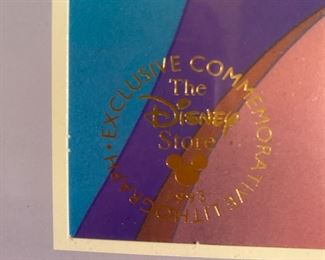 EXCLUSIVE COMMEMORATIVE LITHOGRAPH •
The
Disney
Store